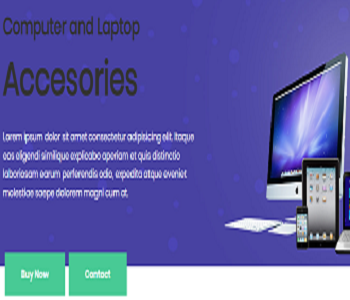 Computer and Laptop
Accesories
Lorem ipsum dolor sit amet consectetur adipisicing elit. Itaque
eos eligendi similique explicabo aperiam et quis distinctio
laboriosam earum perferendis odio, expedita atque eveniet
molestiae saepe dolorem magni cum at.
Buy Now
Contact